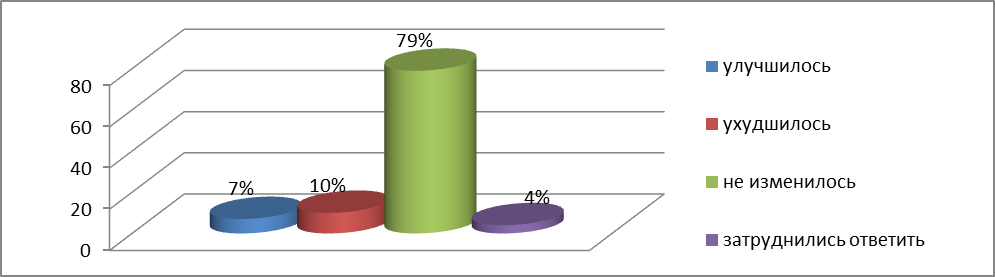 79%
80
60
40
20
0
7%
10%
4%
улучшилось
ухудшилось
не изменилось
затруднились ответить